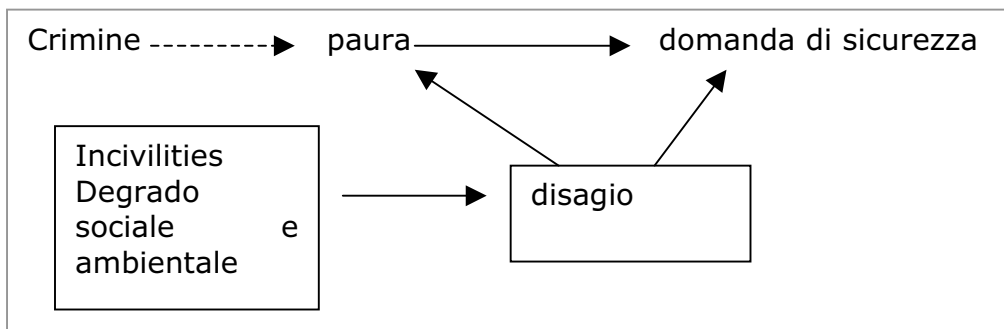 Crimine paura domanda di sicurezza
Incivilities
Degrado
sociale e
ambientale
disagio